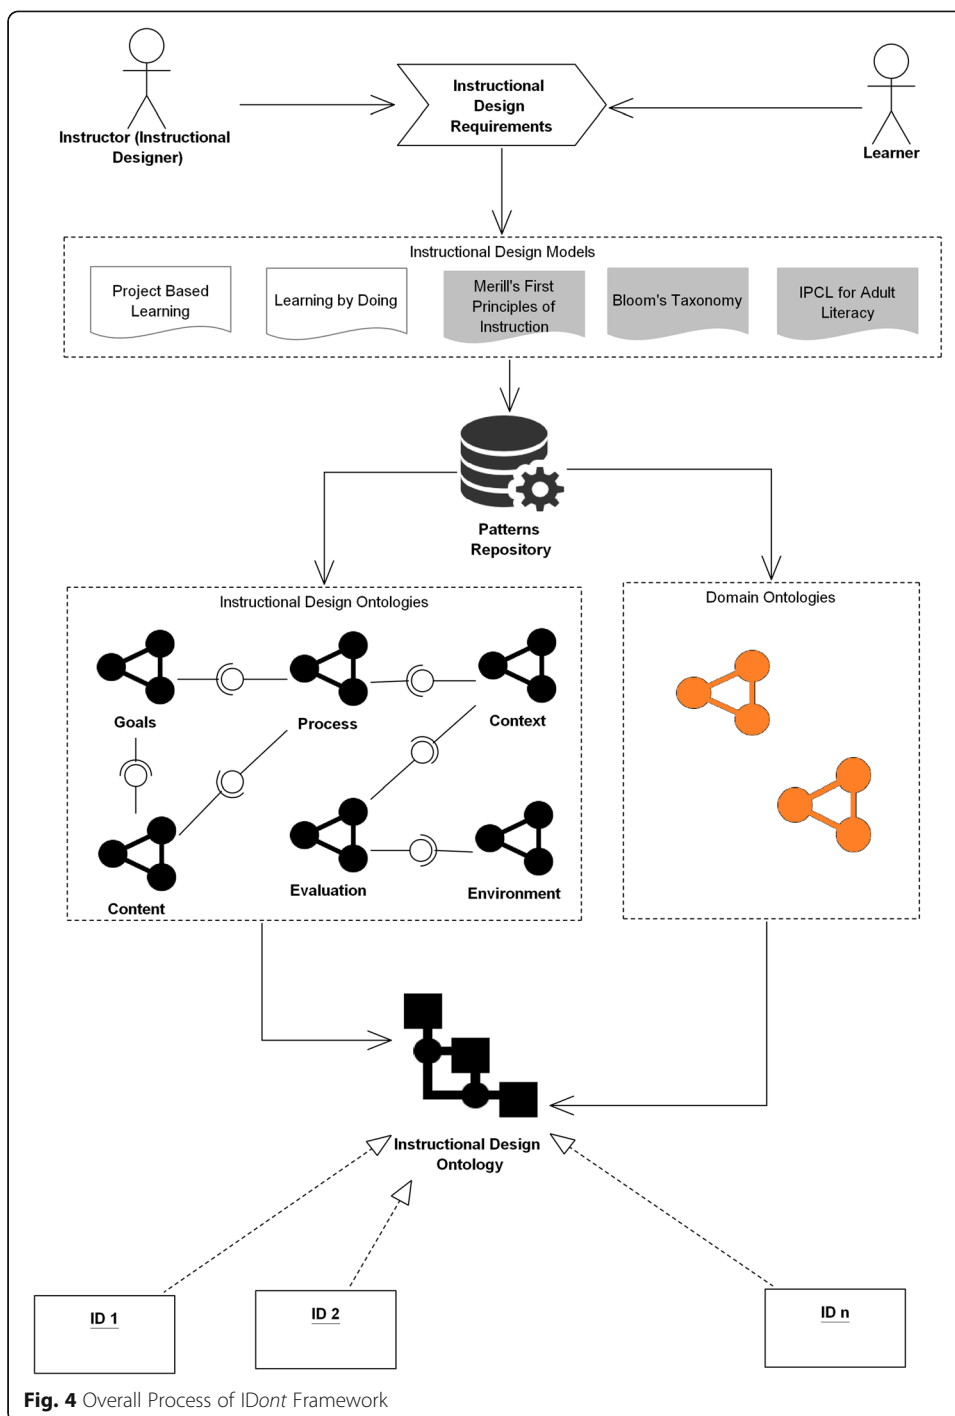 Instructional
Design
Requirements
Instructor (Instructional
Designer)
Learner
Instructional Design Models
Project Based
Learning
Learning by Doing
Merill's First
Principles of
Instruction
Bloom's Taxonomy
IPCL for Adult
Literacy
Patterns
Repository
Instructional Design Ontologies
Goals
Process
Context
Content
Evaluation
Environment
Domain Ontologies
Instructional Design
Ontology
ID 1
ID 2
ID n
Fig. 4 Overall Process of IDont Framework